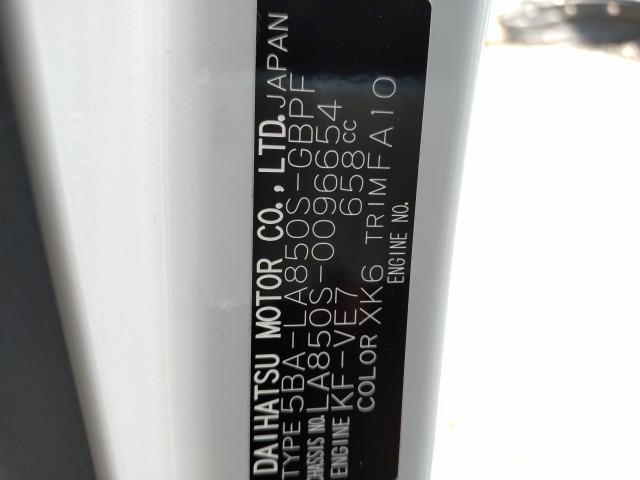 DAIHATSU MOTOR CO., LTD. JAPAN
TYPE 5BA-LA850S-GBPF
CHASSIS NO. LA850S-0096654
ENGINE KF-VE7 658cc
COLOR XK6 TRIM FA10
ENGINE NO.